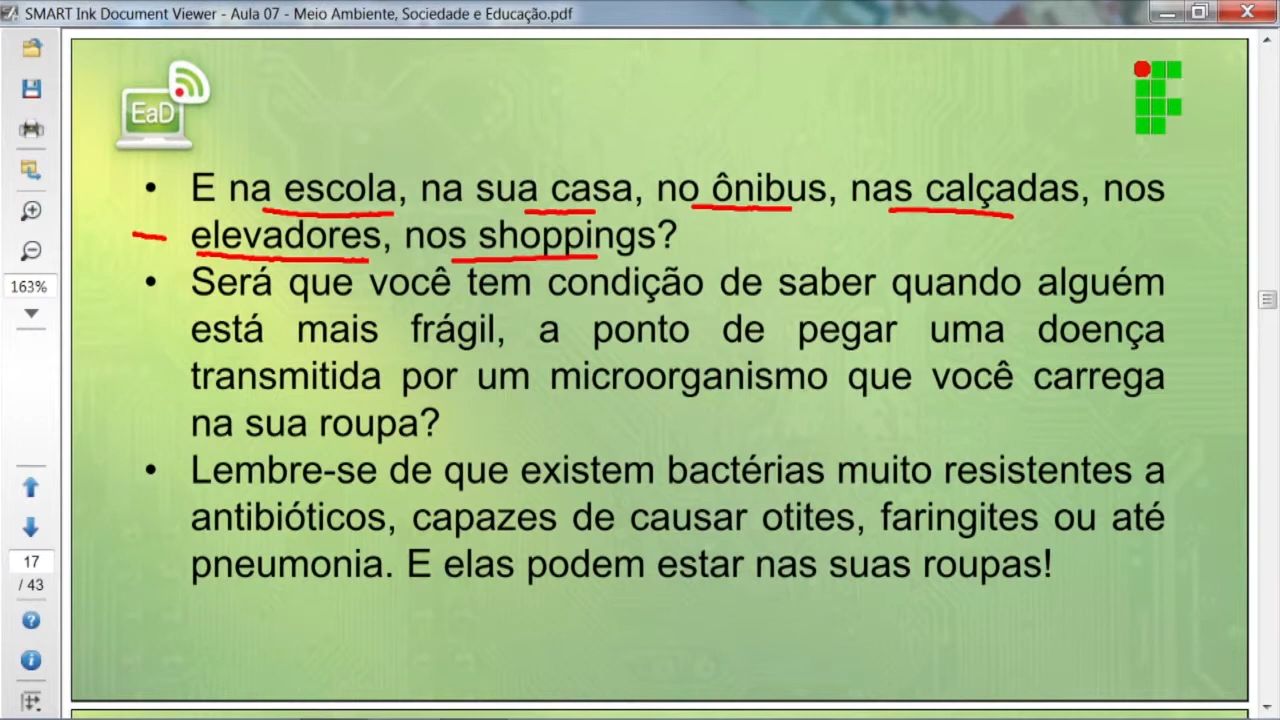 SMART Ink Document Viewer - Aula 07 - Meio Ambiente, Sociedade e Educação.pdf
EaD
• E na escola, na sua casa, no ônibus, nas calçadas, nos
elevadores, nos shoppings?
• Será que você tem condição de saber quando alguém
está mais frágil, a ponto de pegar uma doença
transmitida por um microorganismo que você carrega
na sua roupa?
• Lembre-se de que existem bactérias muito resistentes a
antibióticos, capazes de causar otites, faringites ou até
pneumonia. E elas podem estar nas suas roupas!
163%
17
/ 43